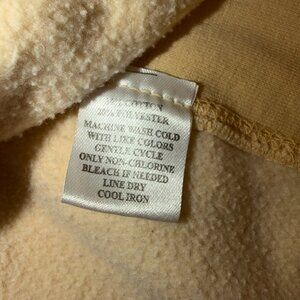 COTTON
20% POLYESTER
MACHINE WASH COLD
WITH LIKE COLORS
GENTLE CYCLE
ONLY NON-CHLORINE
BLEACH IF NEEDED
LINE DRY
COOL IRON